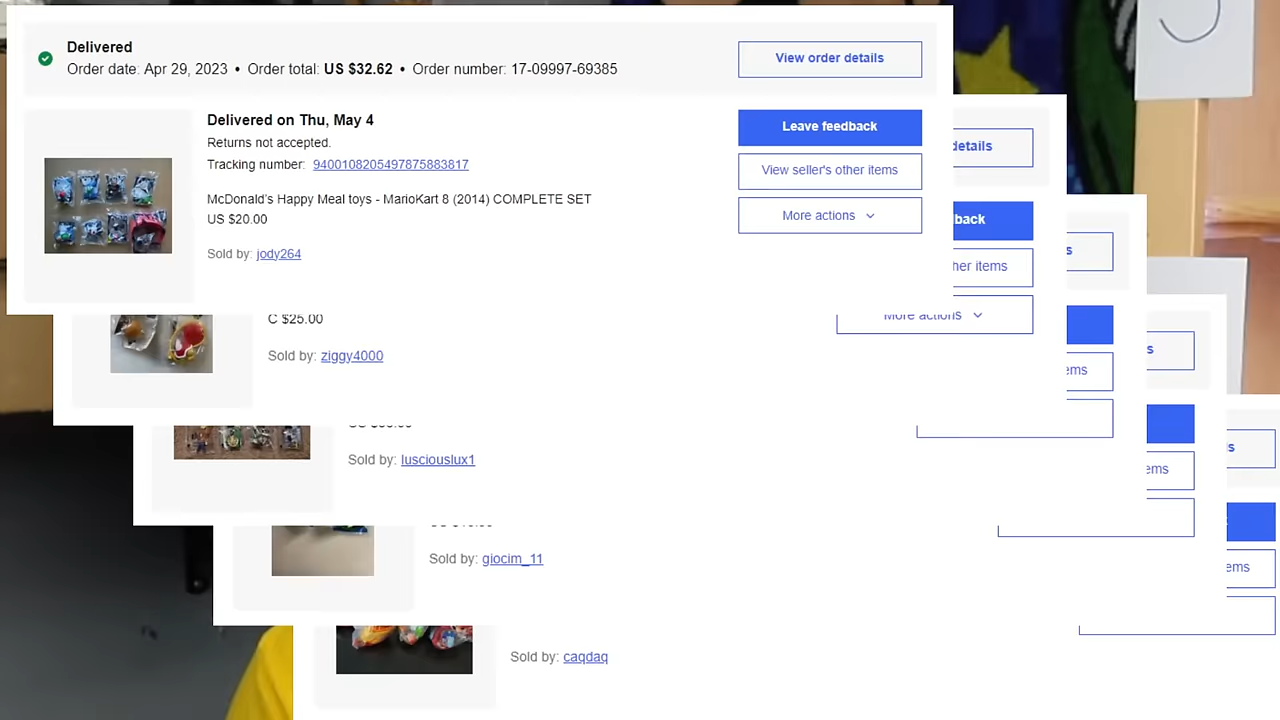 Delivered
Order date: Apr 29, 2023 • Order total: US $32.62 • Order number: 17-09997-69385
View order details
Delivered on Thu, May 4
Returns not accepted.
Tracking number: 9400108205497875883817
McDonald's Happy Meal toys - MarioKart 8 (2014) COMPLETE SET
US $20.00
Sold by: jody264
Leave feedback
View seller's other items
More actions
details
back
her items
More actions
C $25.00
Sold by: ziggy4000
s
ems
Sold by: lusciouslux1
s
ems
Sold by: giocim_11
s
ems
Sold by: caqdaq